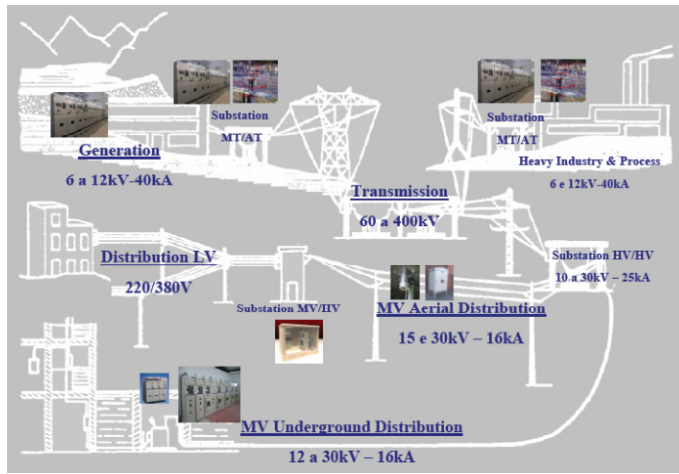 Substation
MT/AT
Generation
6 a 12kV-40kA
Substation
MT/AT
Heavy Industry & Process
6 e 12kV-40kA
Transmission
60 a 400kV
Distribution LV
220/380V
Substation HV/HV
10 a 30kV – 25kA
Substation MV/HV
MV Aerial Distribution
15 e 30kV – 16kA
MV Underground Distribution
12 a 30kV – 16kA